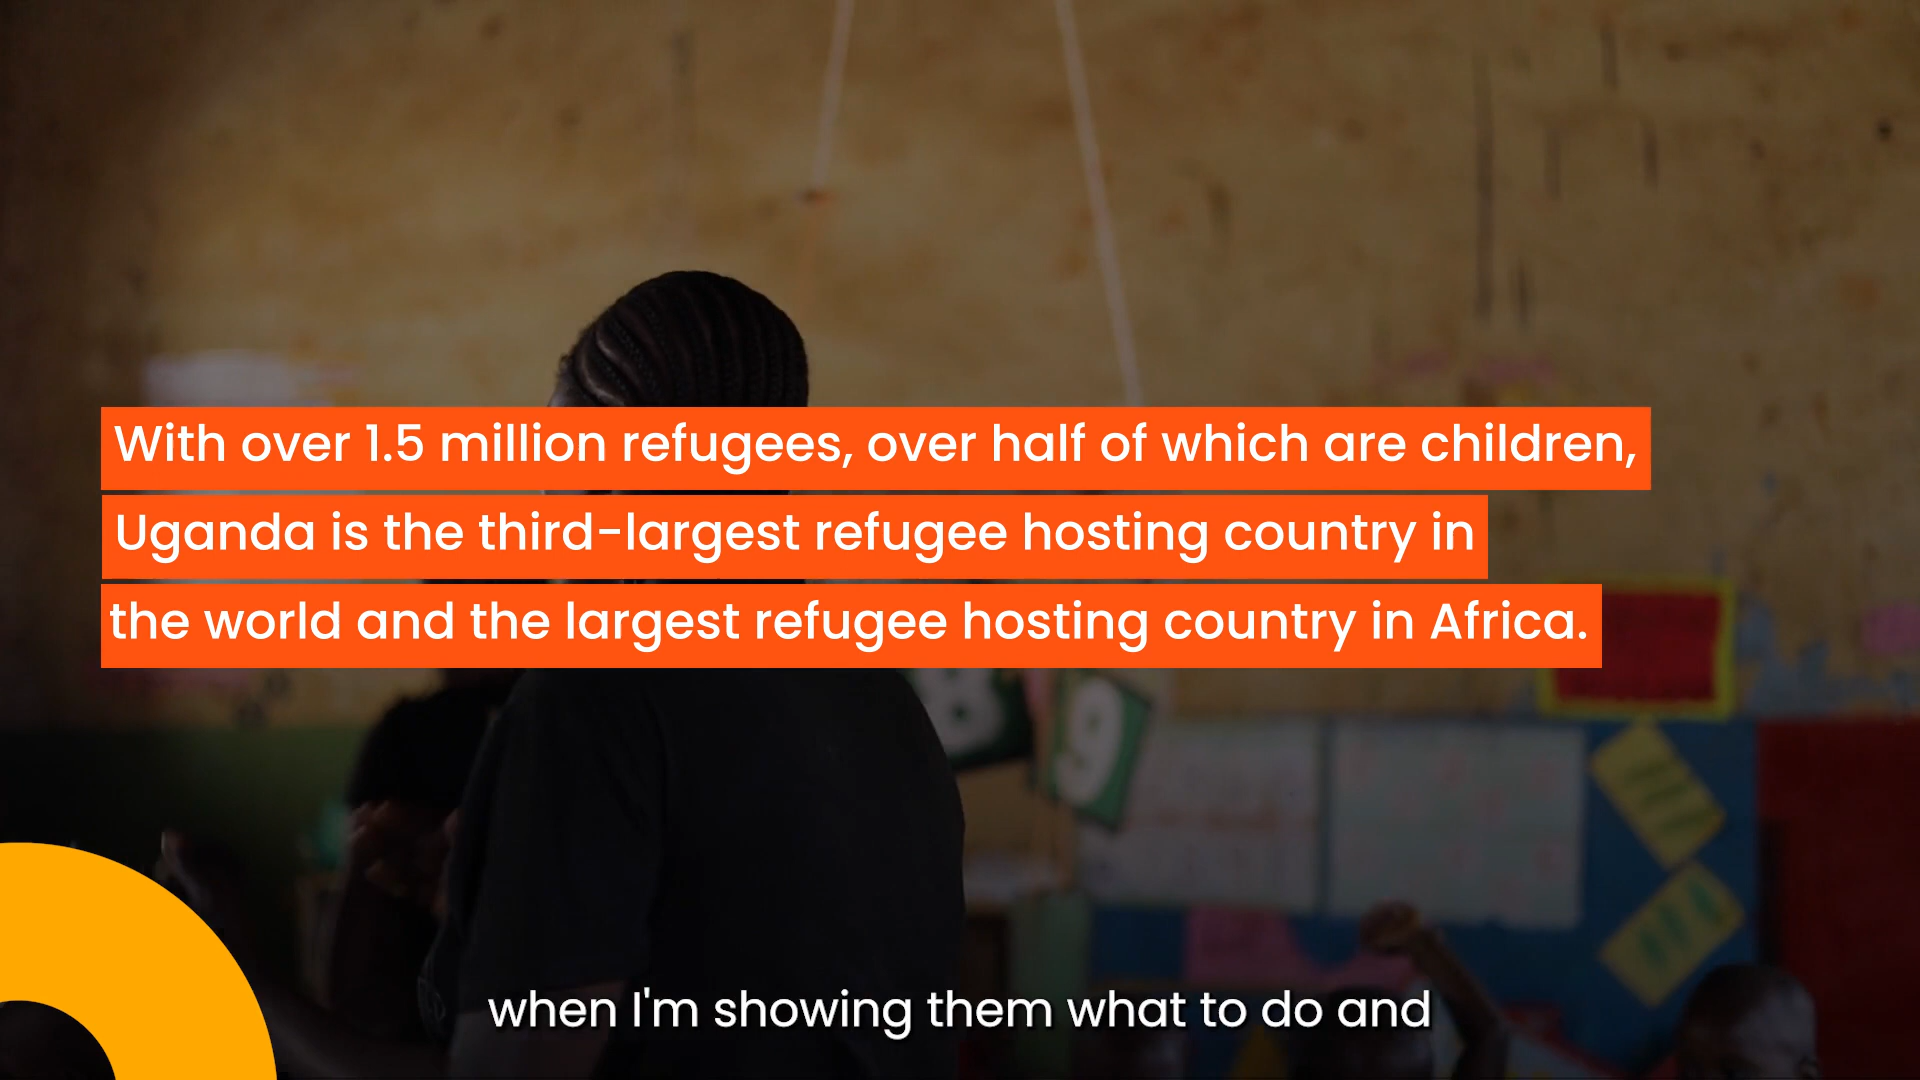 With over 1.5 million refugees, over half of which are children,
Uganda is the third-largest refugee hosting country in
the world and the largest refugee hosting country in Africa.
8 9
when I'm showing them what to do and